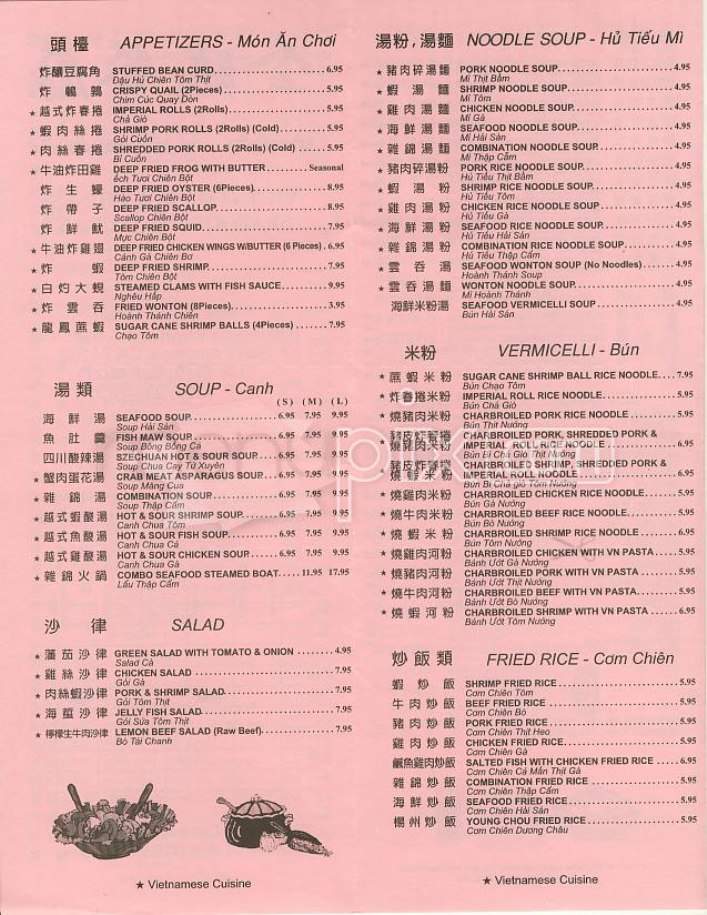 頭檯 APPETIZERS - Món Ăn Chơi
炸釀豆腐角 STUFFED BEAN CURD 6.95
Đậu Hủ Chiên Tôm Thịt
炸鵪鶉 CRISPY QUAIL (2Pieces) 5.95
Chim Cúc Quay Dòn
★ 越式炸春捲 IMPERIAL ROLLS (2Rolls) 5.95
Chả Giò
★ 蝦肉絲捲 SHRIMP PORK ROLLS (2Rolls) (Cold) 5.95
Gỏi Cuốn
★ 肉絲春捲 SHREDDED PORK ROLLS (2 Rolls) (Cold) 5.95
Bì Cuốn
★ 牛油炸田雞 DEEP FRIED FROG WITH BUTTER Seasonal
Ếch Tươi Chiên Bột
炸生蠔 DEEP FRIED OYSTER (6Pieces) 8.95
Hào Tươi Chiên Bột
炸帶子 DEEP FRIED SCALLOP 8.95
Scallop Chiên Bột
炸鮮魷 DEEP FRIED SQUID 7.95
Mực Chiên Bột
★ 牛油炸雞翅 DEEP FRIED CHICKEN WINGS W/BUTTER (6 Pieces) 6.95
Cánh Gà Chiên Bơ
★ 炸蝦 DEEP FRIED SHRIMP 7.95
Tôm Chiên Bột
★ 白灼大蜆 STEAMED CLAMS WITH FISH SAUCE 9.95
Nghêu Hấp
★ 炸雲吞 FRIED WONTON (8Pieces) 3.95
Hoành Thánh Chiên
★ 龍鳳蔗蝦 SUGAR CANE SHRIMP BALLS (4Pieces) 7.95
Chạo Tôm
湯類 SOUP - Canh
(S) (M) (L)
海鮮湯 SEAFOOD SOUP 6.95 7.95 9.95
Soup Hải Sản
魚肚羹 FISH MAW SOUP 6.95 7.95 9.95
Soup Bông Bông Cá
四川酸辣湯 SZECHUAN HOT & SOUR SOUP 6.95 7.95 9.95
Soup Chua Cay Tứ Xuyên
★ 蟹肉蛋花湯 CRAB MEAT ASPARAGUS SOUP 6.95 7.95 9.95
Soup Măng Cua
★ 雜錦湯 COMBINATION SOUP 6.95 7.95 9.95
Soup Thập Cẩm
★ 越式蝦酸湯 HOT & SOUR SHRIMP SOUP 6.95 7.95 9.95
Canh Chua Tôm
★ 越式魚酸湯 HOT & SOUR FISH SOUP 6.95 7.95 9.95
Canh Chua Cá
★ 越式雞酸湯 HOT & SOUR CHICKEN SOUP 6.95 7.95 9.95
Canh Chua Gà
★ 雜錦火鍋 COMBO SEAFOOD STEAMED BOAT 11.95 17.95
Lẩu Thập Cẩm
沙律 SALAD
★ 蕃茄沙律 GREEN SALAD WITH TOMATO & ONION 4.95
Salad Cà
★ 雞絲沙律 CHICKEN SALAD 7.95
Gỏi Gà
★ 肉絲蝦沙律 PORK & SHRIMP SALAD 7.95
Gỏi Tôm Thịt
★ 海蜇沙律 JELLY FISH SALAD 7.95
Gỏi Sứa Tôm Thịt
★ 檸檬生牛肉沙律 LEMON BEEF SALAD (Raw Beef) 7.95
Bò Tái Chanh
★ Vietnamese Cuisine
湯粉,湯麵 NOODLE SOUP - Hủ Tiếu Mì
★ 豬肉碎湯麵 PORK NOODLE SOUP 4.95
Mì Thịt Bằm
★ 蝦湯麵 SHRIMP NOODLE SOUP 4.95
Mì Tôm
★ 雞肉湯麵 CHICKEN NOODLE SOUP 4.95
Mì Gà
★ 海鮮湯麵 SEAFOOD NOODLE SOUP 4.95
Mì Hải Sản
★ 雜錦湯麵 COMBINATION NOODLE SOUP 4.95
Mì Thập Cẩm
★ 豬肉碎湯粉 PORK RICE NOODLE SOUP 4.95
Hủ Tiếu Thịt Bằm
★ 蝦湯粉 SHRIMP RICE NOODLE SOUP 4.95
Hủ Tiếu Tôm
★ 雞肉湯粉 CHICKEN RICE NOODLE SOUP 4.95
Hủ Tiếu Gà
★ 海鮮湯粉 SEAFOOD RICE NOODLE SOUP 4.95
Hủ Tiếu Hải Sản
★ 雜錦湯粉 COMBINATION RICE NOODLE SOUP 4.95
Hủ Tiếu Thập Cẩm
★ 雲吞湯 SEAFOOD WONTON SOUP (No Noodles) 4.95
Hoành Thánh Soup
★ 雲吞湯麵 WONTON NOODLE SOUP 4.95
Mì Hoành Thánh
海鮮米粉湯 SEAFOOD VERMICELLI SOUP 4.95
Bún Hải Sản
米粉 VERMICELLI - Bún
★ 蔗蝦米粉 SUGAR CANE SHRIMP BALL RICE NOODLE 7.95
Bún Chạo Tôm
★ 炸春捲米粉 IMPERIAL ROLL RICE NOODLE 5.95
Bún Chả Giò
★ 燒豬肉米粉 CHARBROILED PORK RICE NOODLE 5.95
Bún Thịt Nướng
CHARBROILED PORK, SHREDDED PORK &
燒豬肉米粉 IMPERIAL ROLL RICE NOODLE
Bún Bì Chả Giò Thịt Nướng
CHARBROILED SHRIMP, SHREDDED PORK &
IMPERIAL ROLL NOODLE
Bún Bì Chả giò Tôm Nướng
★ 燒雞肉米粉 CHARBROILED CHICKEN RICE NOODLE 5.95
Bún Gà Nướng
★ 燒牛肉米粉 CHARBROILED BEEF RICE NOODLE 5.95
Bún Bò Nướng
★ 燒蝦米粉 CHARBROILED SHRIMP RICE NOODLE 6.95
Bún Tôm Nướng
★ 燒雞肉河粉 CHARBROILED CHICKEN WITH VN PASTA 5.95
Bánh Ướt Gà Nướng
★ 燒豬肉河粉 CHARBROILED PORK WITH VN PASTA 5.95
Bánh Ướt Thịt Nướng
★ 燒牛肉河粉 CHARBROILED BEEF WITH VN PASTA 5.95
Bánh Ướt Bò Nướng
★ 燒蝦河粉 CHARBROILED SHRIMP WITH VN PASTA 6.95
Bánh Ướt Tôm Nướng
炒飯類 FRIED RICE - Cơm Chiên
蝦炒飯 SHRIMP FRIED RICE 5.95
Cơm Chiên Tôm
牛肉炒飯 BEEF FRIED RICE 5.95
Cơm Chiên Bò
豬肉炒飯 PORK FRIED RICE 5.95
Cơm Chiên Thịt Heo
雞肉炒飯 CHICKEN FRIED RICE 5.95
Cơm Chiên Gà
鹹魚雞肉炒飯 SALTED FISH WITH CHICKEN FRIED RICE 6.95
Cơm Chiên Cá Mắn Thịt Gà
雜錦炒飯 COMBINATION FRIED RICE 5.95
Cơm Chiên Thập Cẩm
海鮮炒飯 SEAFOOD FRIED RICE 5.95
Cơm Chiên Hải Sản
楊州炒飯 YOUNG CHOU FRIED RICE 5.95
Cơm Chiên Dương Châu
★ Vietnamese Cuisine